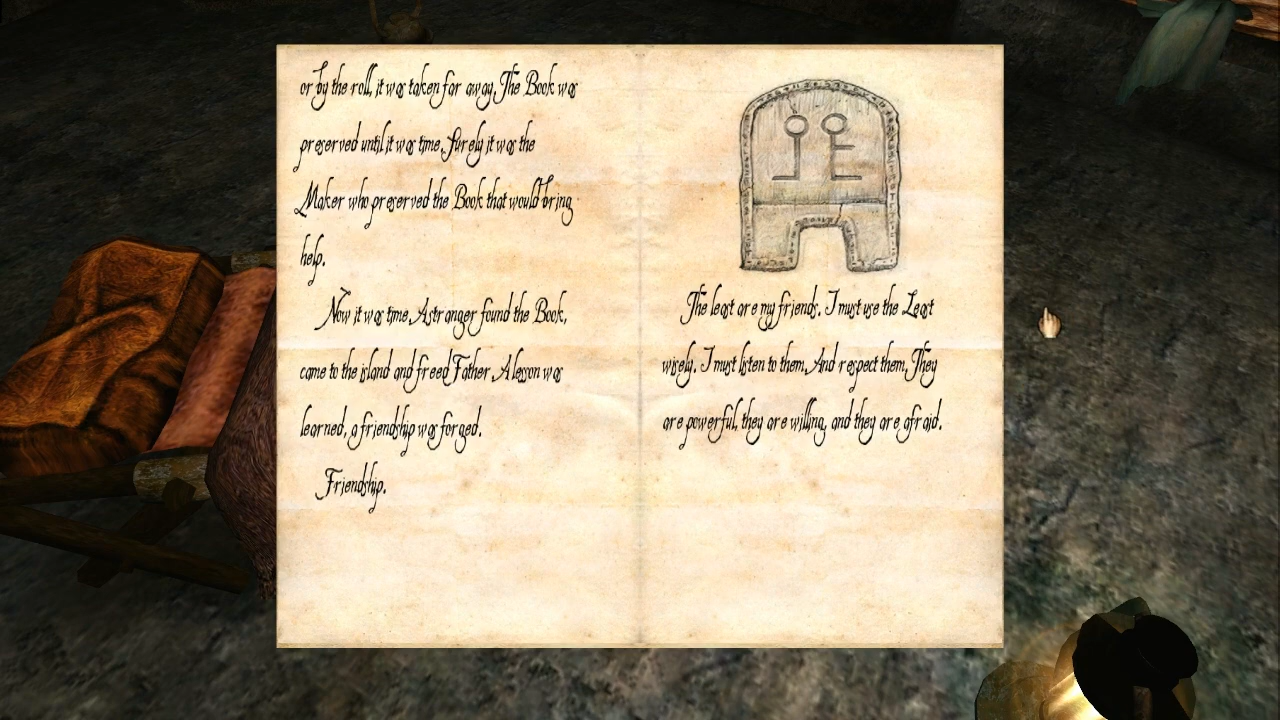 or by the roll, it was taken far away. The Book was
preserved until it was time. Surely it was the
Maker who preserved the Book that would bring
help.
Now it was time. A stranger found the Book,
came to the island and freed Father. A lesson was
learned, a friendship was forged.
Friendship.
The least are my friends. I must use the Least
wisely. I must listen to them. And respect them. They
are powerful, they are willing, and they are afraid.